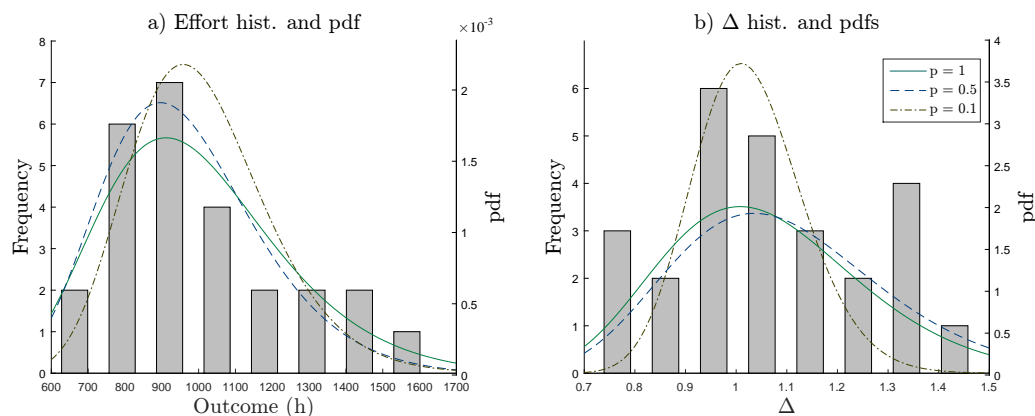 a) Effort hist. and pdf
×10⁻³
8
7
6
5
4
3
2
1
0
Frequency
2
1.5
1
0.5
0
pdf
600 700 800 900 1000 1100 1200 1300 1400 1500 1600 1700
Outcome (h)
b) Δ hist. and pdfs
6
5
4
3
2
1
0
Frequency
4
3.5
3
2.5
2
1.5
1
0.5
0
pdf
p = 1
p = 0.5
p = 0.1
0.7 0.8 0.9 1 1.1 1.2 1.3 1.4 1.5
Δ